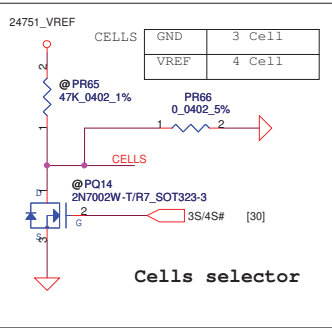 24751_VREF
CELLS GND 3 Cell
VREF 4 Cell
2
@PR65
47K_0402_1%
1
PR66
0_0402_5%
1 2
CELLS
1
D
@PQ14
2N7002W-T/R7_SOT323-3
2
G
3S/4S# [30]
S
3
Cells selector